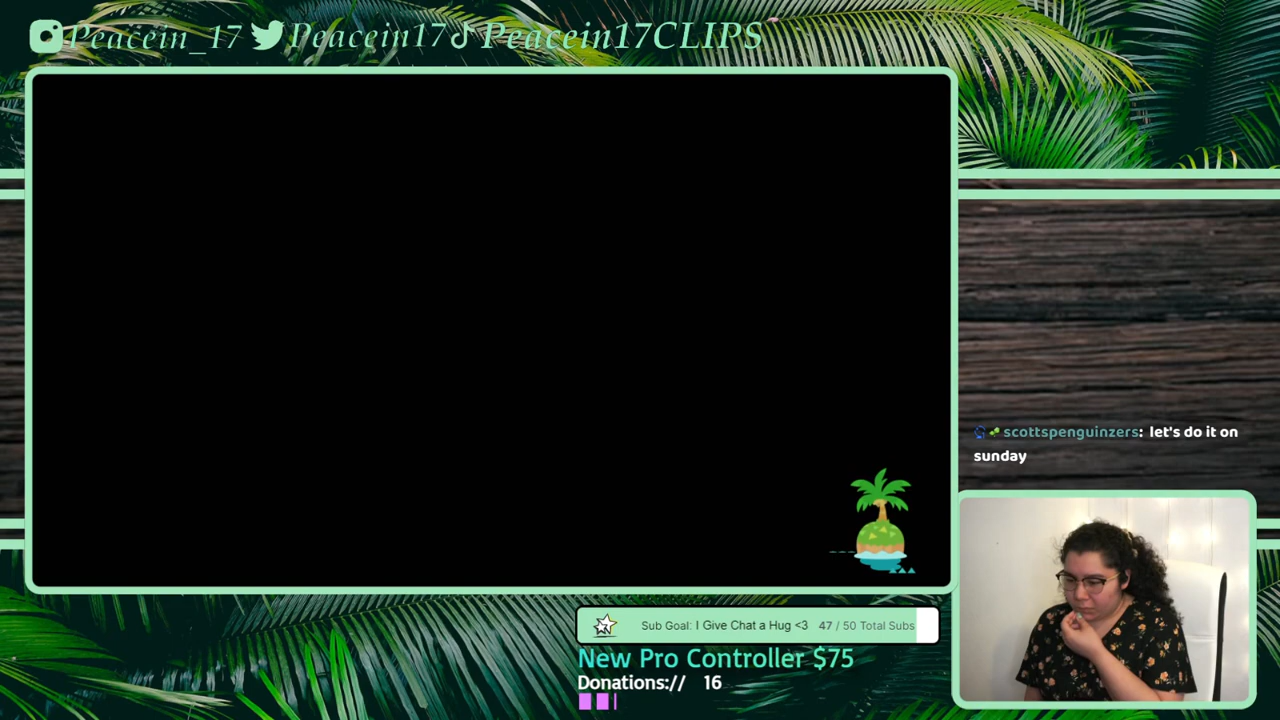 Peacein_17 Peacein17 Peacein17CLIPS
scottspenguinzers: let's do it on
sunday
Sub Goal: I Give Chat a Hug <3 47 / 50 Total Subs
New Pro Controller $75
Donations:// 16